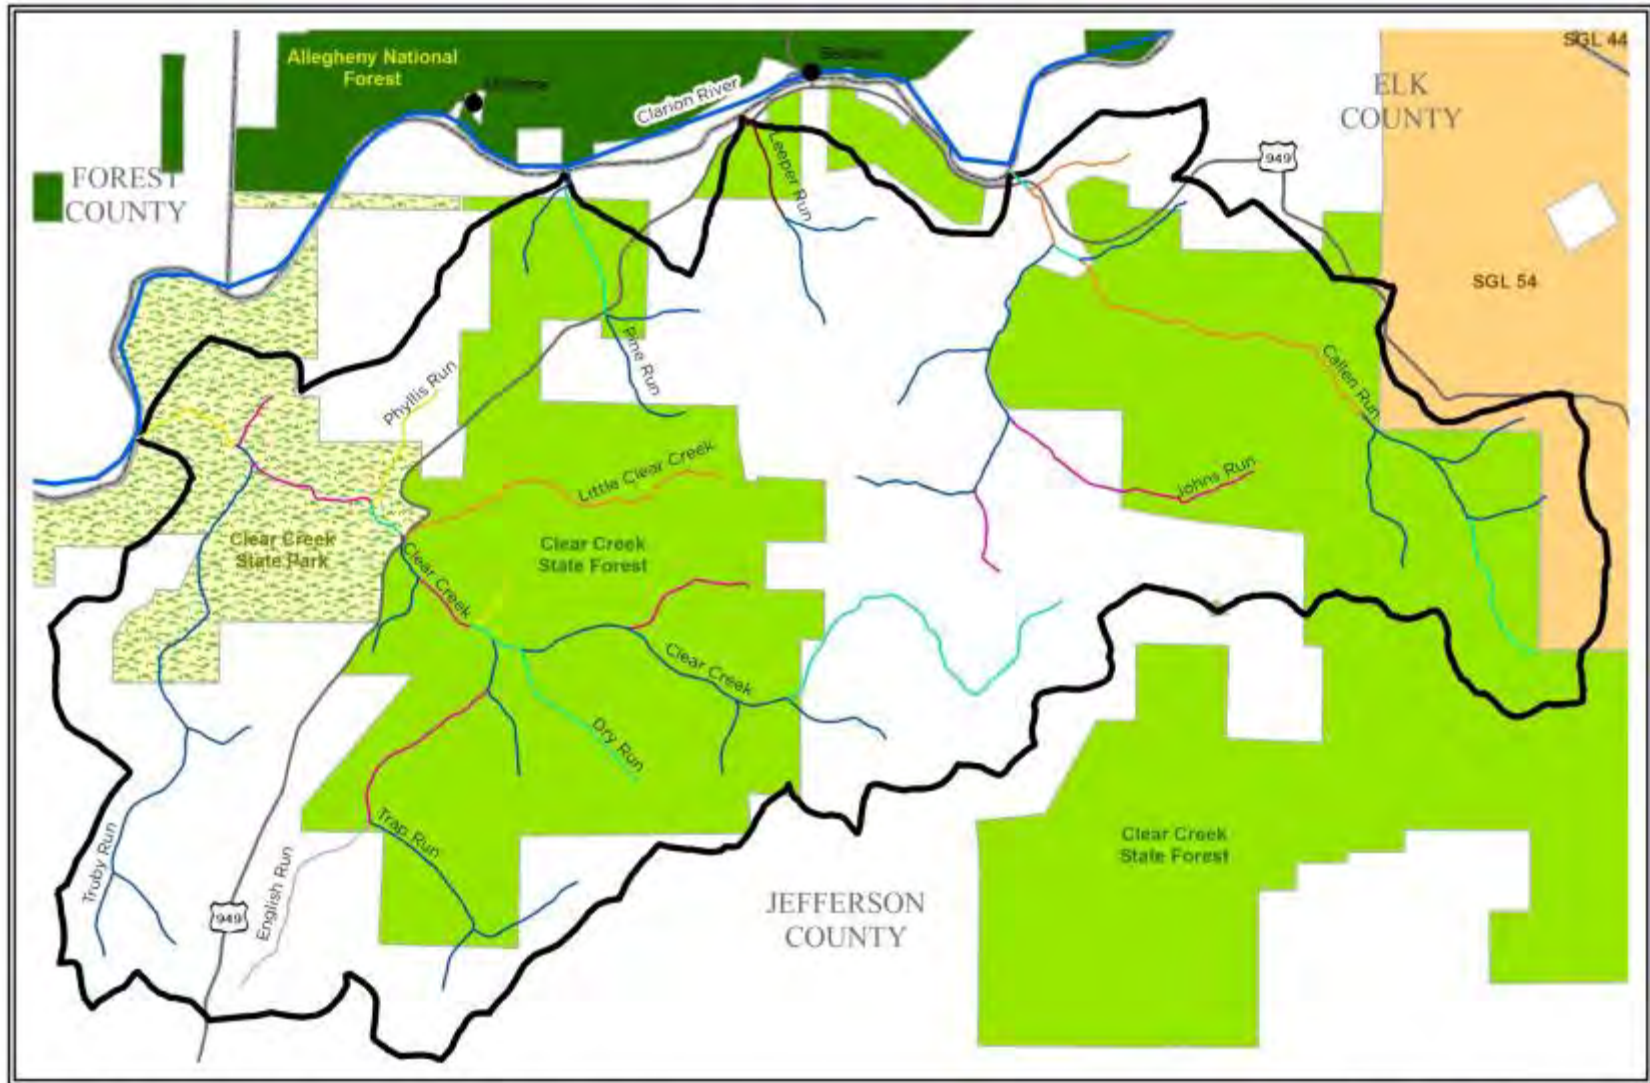 SGL 44
Allegheny National
Forest
Clarion River
ELK
COUNTY
949
FOREST
COUNTY
Leeper Run
SGL 54
Pine Run
Callen Run
Phyllis Run
Little Clear Creek
Johns Run
Clear Creek
State Park
Clear Creek
State Forest
Clear Creek
Clear Creek
Dry Run
Trap Run
Truby Run
English Run
949
Clear Creek
State Forest
JEFFERSON
COUNTY